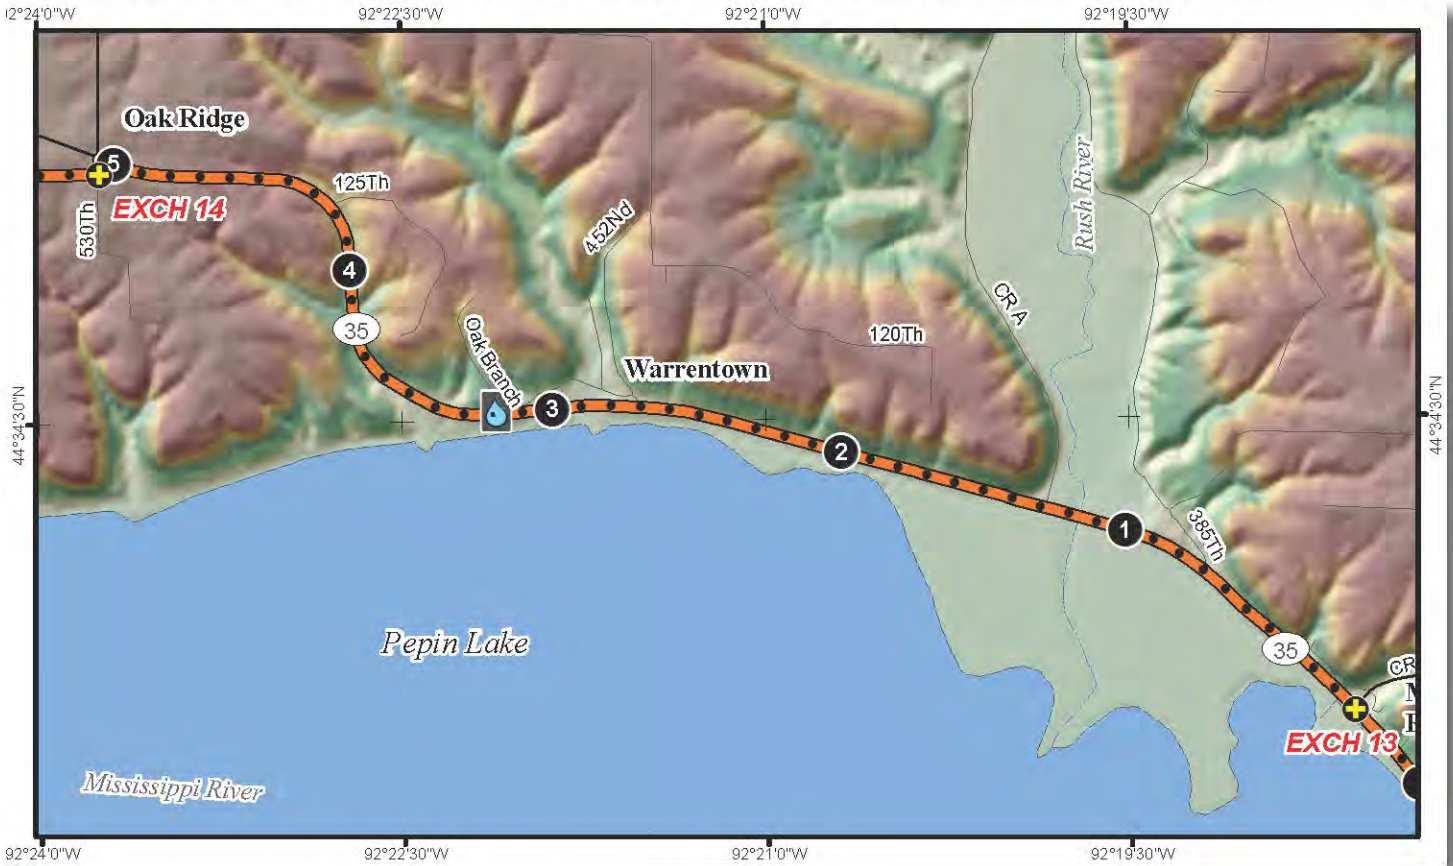 92°24'0"W 92°22'30"W 92°21'0"W 92°19'30"W
Oak Ridge
5
125Th
EXCH 14
530Th
452Nd
Rush River
4
CR A
35
Oak Branch
120Th
Warrentown
3
44°34'30"N
44°34'30"N
2
1
385Th
Pepin Lake
35
CR
EXCH 13
Mississippi River
92°24'0"W 92°22'30"W 92°21'0"W 92°19'30"W